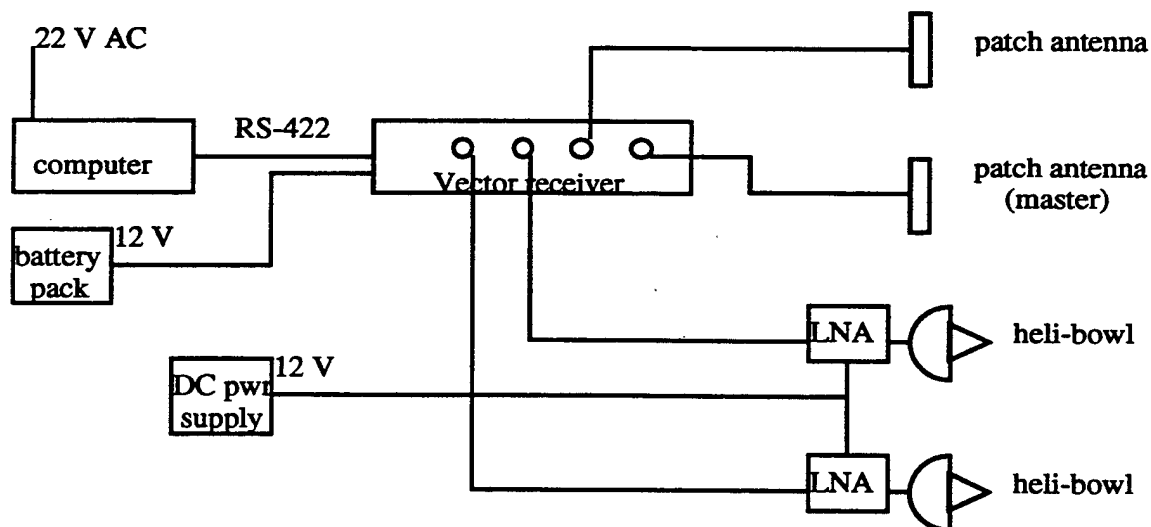 22 V AC
patch antenna
RS-422
computer
Vector receiver
patch antenna
(master)
12 V
battery
pack
LNA
heli-bowl
12 V
DC pwr
supply
LNA
heli-bowl